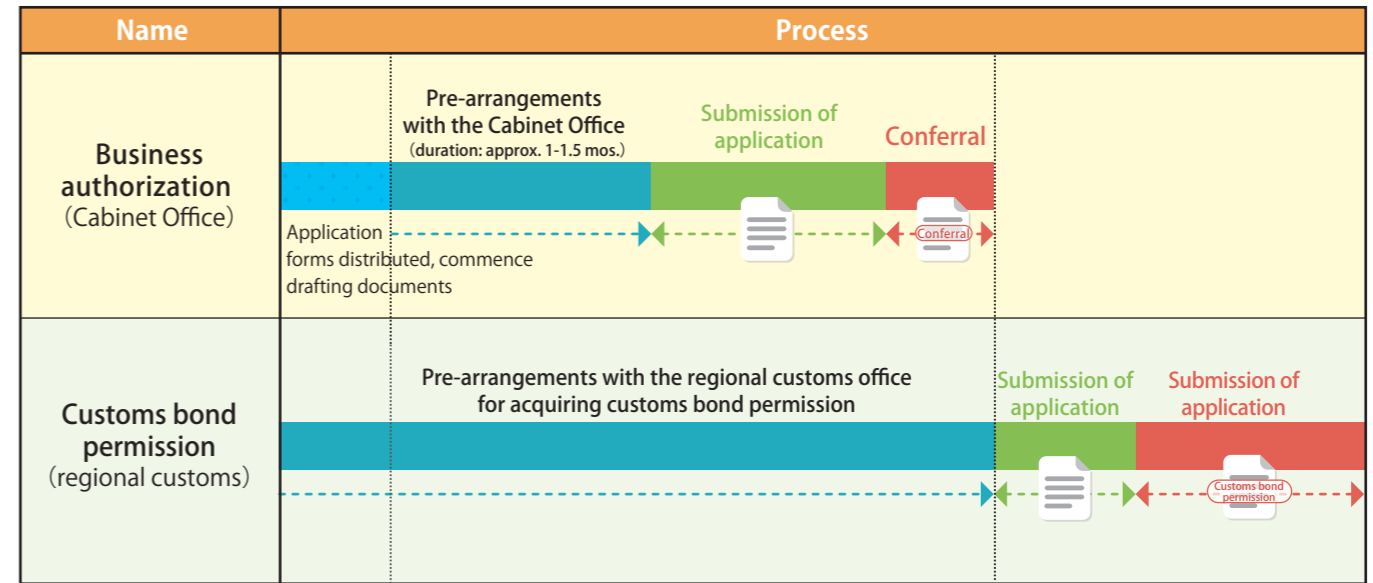 Name
Process
Business
authorization
（Cabinet Office）
Pre-arrangements
with the Cabinet Office
（duration: approx. 1-1.5 mos.）
Submission of
application
Conferral
Application
forms distributed, commence
drafting documents
Conferral
Customs bond
permission
（regional customs）
Pre-arrangements with the regional customs office
for acquiring customs bond permission
Submission of
application
Submission of
application
Customs bond
permission